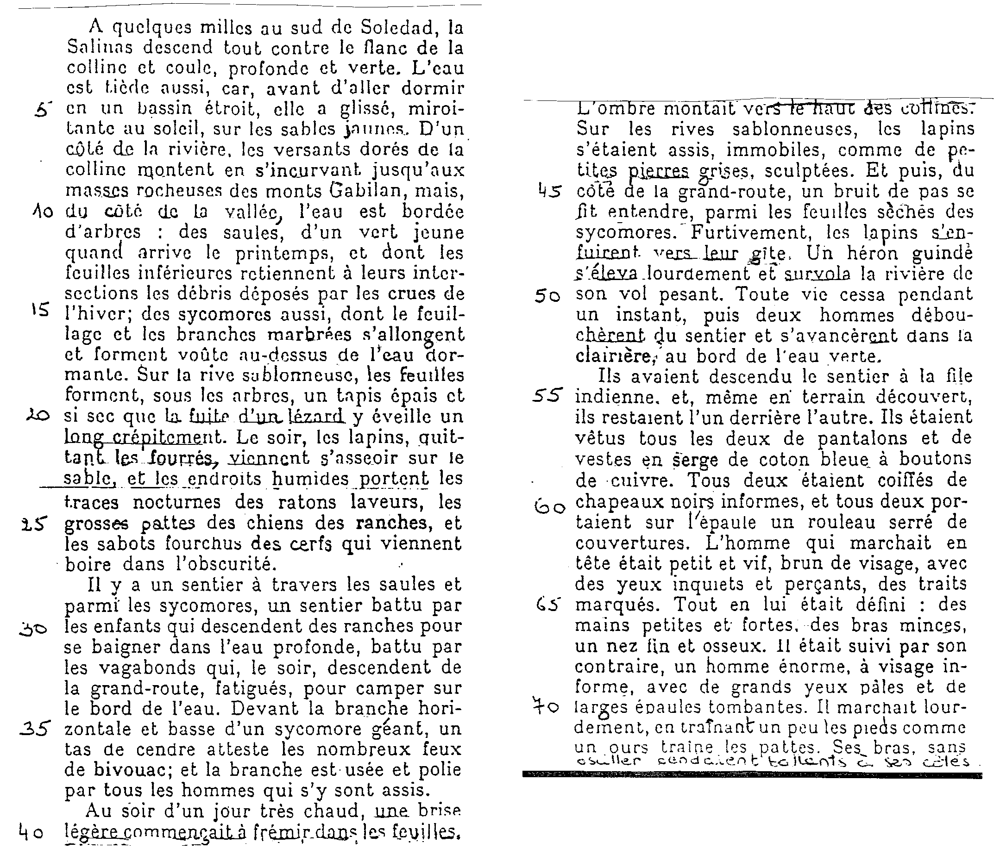 A quelques milles au sud de Soledad, la
Salinas descend tout contre le flanc de la
colline et coule, profonde et verte. L'eau
est tiède aussi, car, avant d'aller dormir
5 en un bassin étroit, elle a glissé, miroi-
tante au soleil, sur les sables jaunes. D'un
côté de la rivière, les versants dorés de la
colline montent en s'incurvant jusqu'aux
masses rocheuses des monts Gabilan, mais,
10 du côté de la vallée, l'eau est bordée
d'arbres : des saules, d'un vert jeune
quand arrive le printemps, et dont les
feuilles inférieures retiennent à leurs inter-
sections les débris déposés par les crues de
15 l'hiver; des sycomores aussi, dont le feuil-
lage et les branches marbrées s'allongent
et forment voûte au-dessus de l'eau dor-
mante. Sur la rive sablonneuse, les feuilles
forment, sous les arbres, un tapis épais et
20 si sec que la fuite d'un lézard y éveille un
long crépitement. Le soir, les lapins, quit-
tant les fourrés, viennent s'asseoir sur le
sable, et les endroits humides portent les
traces nocturnes des ratons laveurs, les
25 grosses pattes des chiens des ranches, et
les sabots fourchus des cerfs qui viennent
boire dans l'obscurité.
Il y a un sentier à travers les saules et
parmi les sycomores, un sentier battu par
30 les enfants qui descendent des ranches pour
se baigner dans l'eau profonde, battu par
les vagabonds qui, le soir, descendent de
la grand-route, fatigués, pour camper sur
le bord de l'eau. Devant la branche hori-
35 zontale et basse d'un sycomore géant, un
tas de cendre atteste les nombreux feux
de bivouac; et la branche est usée et polie
par tous les hommes qui s'y sont assis.
Au soir d'un jour très chaud, une brise
40 légère commençait à frémir dans les feuilles.
L'ombre montait vers le haut des collines.
Sur les rives sablonneuses, les lapins
s'étaient assis, immobiles, comme de pe-
tites pierres grises, sculptées. Et puis, du
45 côté de la grand-route, un bruit de pas se
fit entendre, parmi les feuilles sèches des
sycomores. Furtivement, les lapins s'en-
fuirent vers leur gîte. Un héron guindé
s'éleva lourdement et survola la rivière de
50 son vol pesant. Toute vie cessa pendant
un instant, puis deux hommes débou-
chèrent du sentier et s'avancèrent dans la
clairière, au bord de l'eau verte.
Ils avaient descendu le sentier à la file
55 indienne, et, même en terrain découvert,
ils restaient l'un derrière l'autre. Ils étaient
vêtus tous les deux de pantalons et de
vestes en serge de coton bleue à boutons
de cuivre. Tous deux étaient coiffés de
60 chapeaux noirs informes, et tous deux por-
taient sur l'épaule un rouleau serré de
couvertures. L'homme qui marchait en
tête était petit et vif, brun de visage, avec
des yeux inquiets et perçants, des traits
65 marqués. Tout en lui était défini : des
mains petites et fortes, des bras minces,
un nez fin et osseux. Il était suivi par son
contraire, un homme énorme, à visage in-
forme, avec de grands yeux pâles et de
70 larges épaules tombantes. Il marchait lour-
dement, en traînant un peu les pieds comme
un ours traîne les pattes. Ses bras, sans
osciller pendaient ballants à ses côtés.